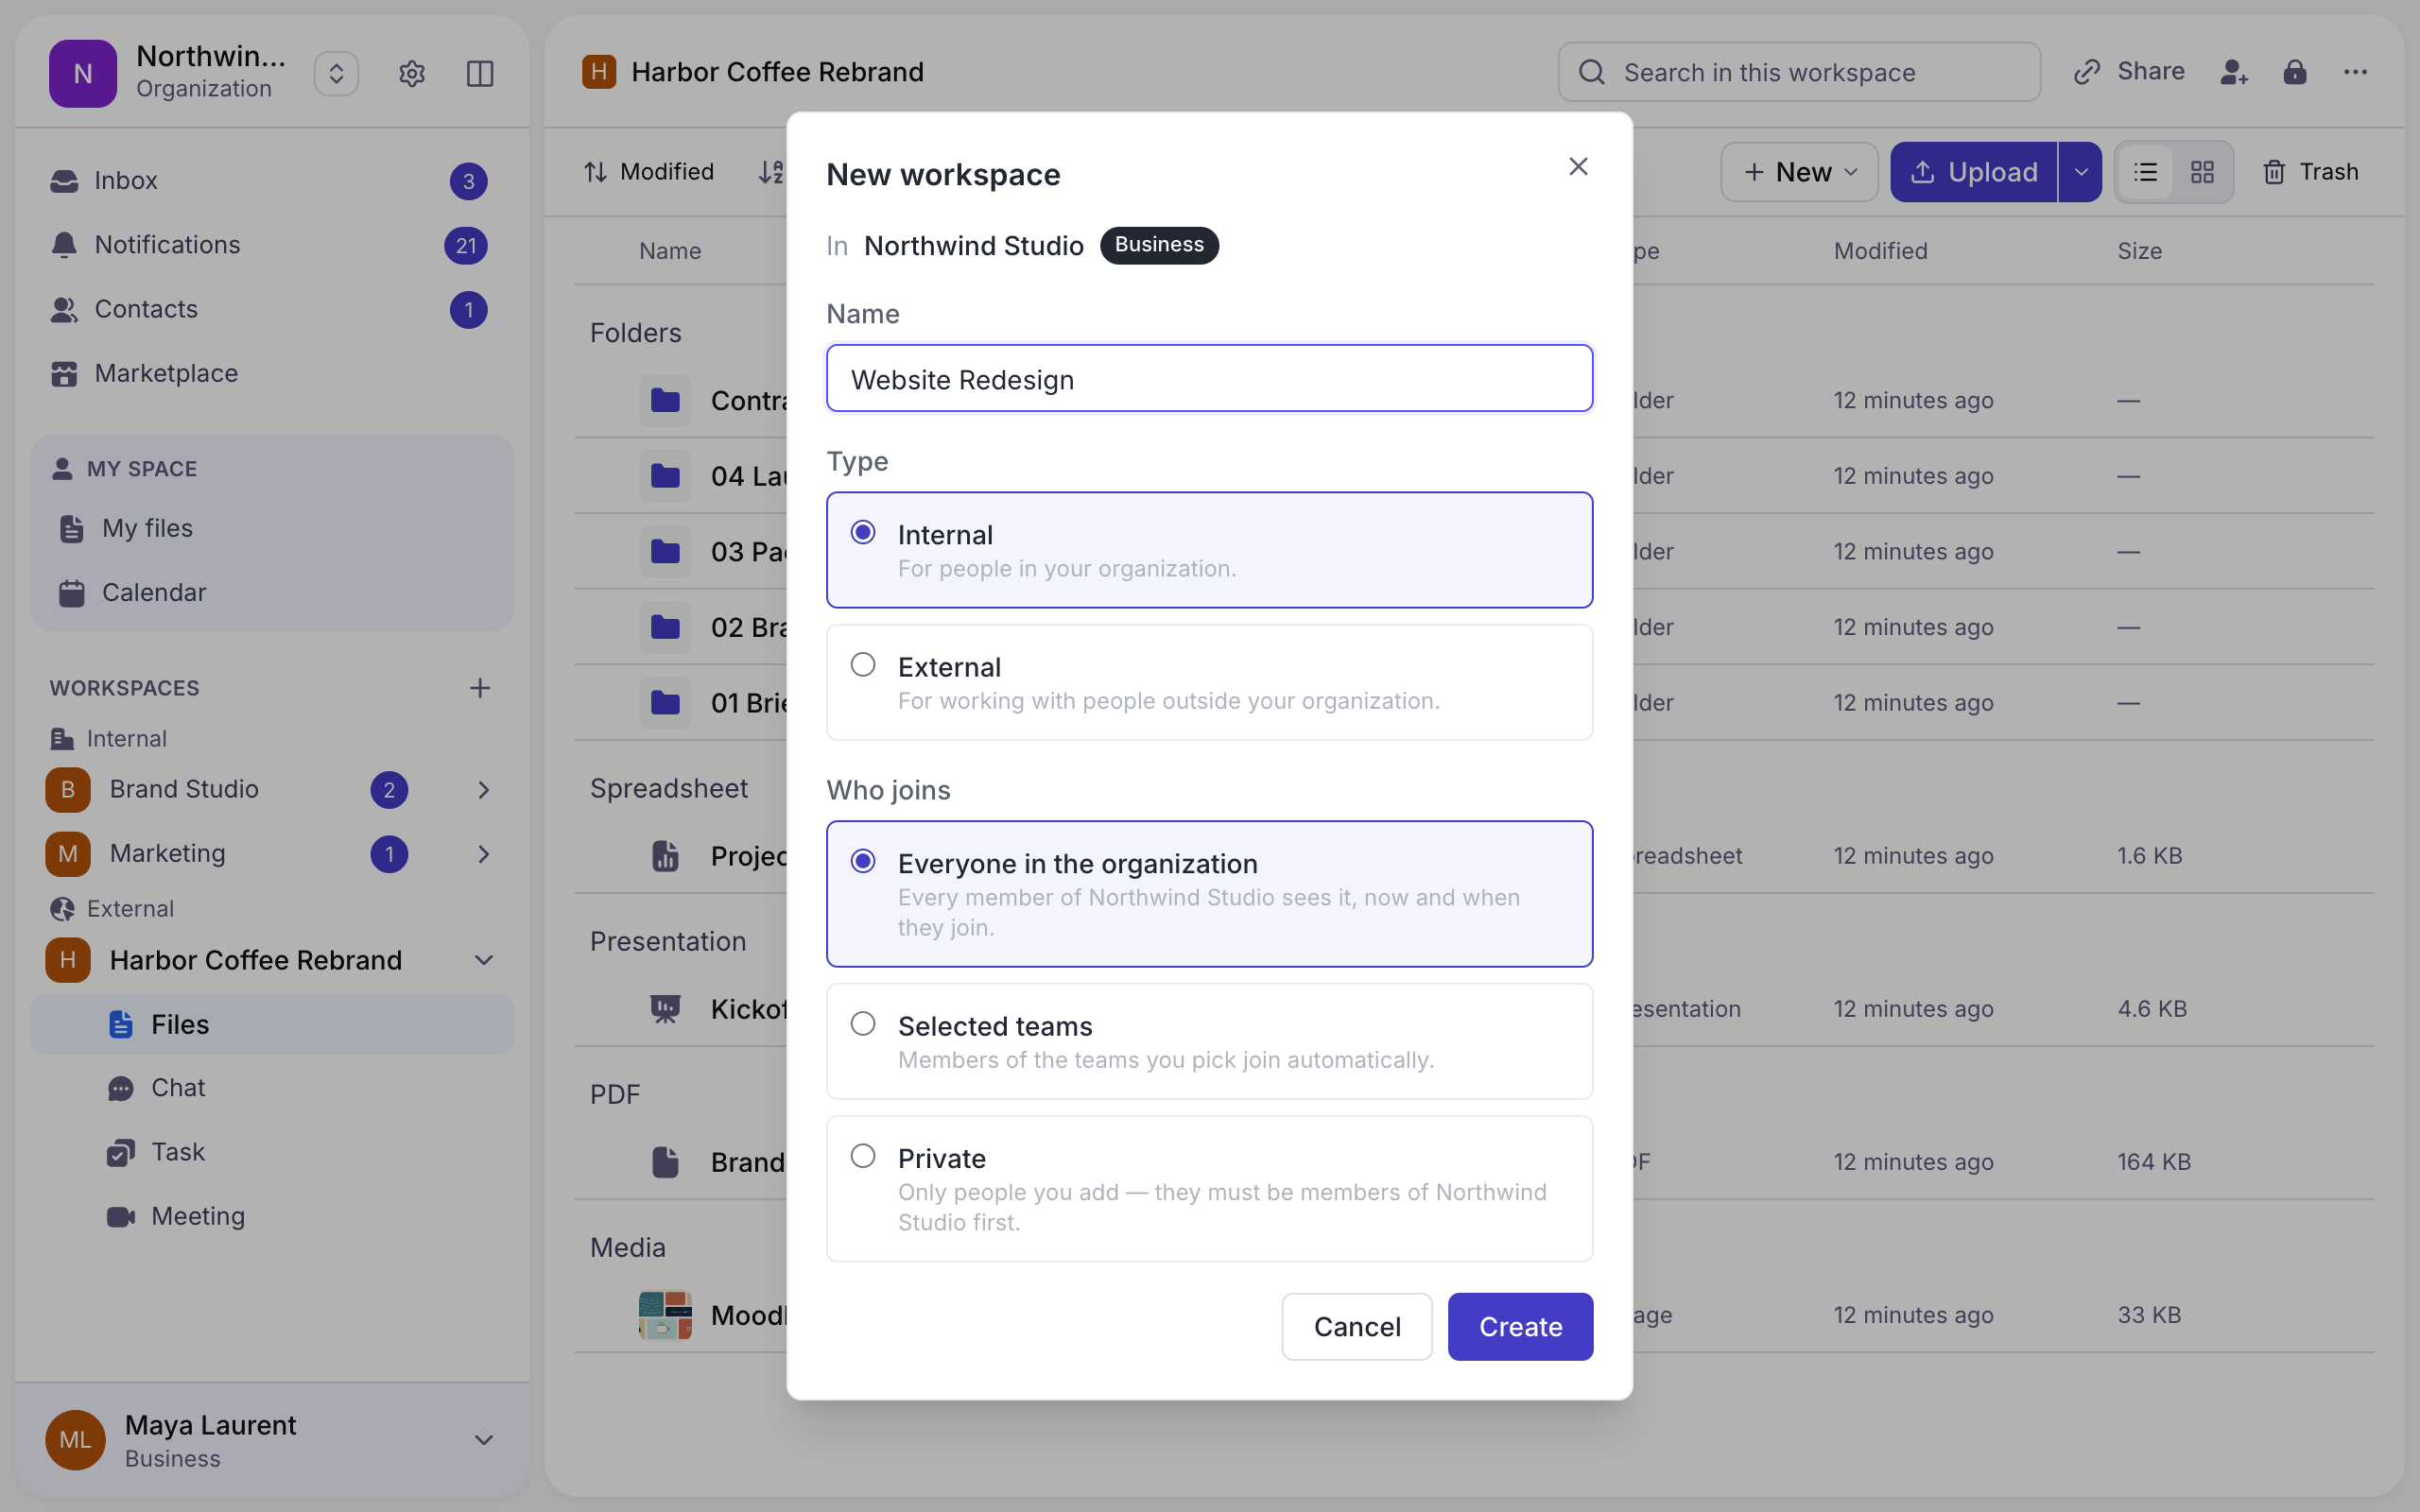 N
Northwin...
Organization
Inbox
3
Notifications
21
Contacts
1
Marketplace
MY SPACE
My files
Calendar
WORKSPACES
Internal
B
Brand Studio
2
M
Marketing
1
External
H
Harbor Coffee Rebrand
Files
Chat
Task
Meeting
ML
Maya Laurent
Business
H
Harbor Coffee Rebrand
Search in this workspace
Share
Modified
New
Upload
Trash
Name
Modified
Size
Folders
12 minutes ago
—
04
12 minutes ago
—
03
12 minutes ago
—
02
12 minutes ago
—
01
12 minutes ago
—
Spreadsheet
12 minutes ago
1.6 KB
Presentation
12 minutes ago
4.6 KB
PDF
Brand
12 minutes ago
164 KB
Media
12 minutes ago
33 KB
New workspace
In Northwind Studio Business
Name
Website Redesign
Type
Internal
For people in your organization.
External
For working with people outside your organization.
Who joins
Everyone in the organization
Every member of Northwind Studio sees it, now and when
they join.
Selected teams
Members of the teams you pick join automatically.
Private
Only people you add — they must be members of Northwind
Studio first.
Cancel
Create